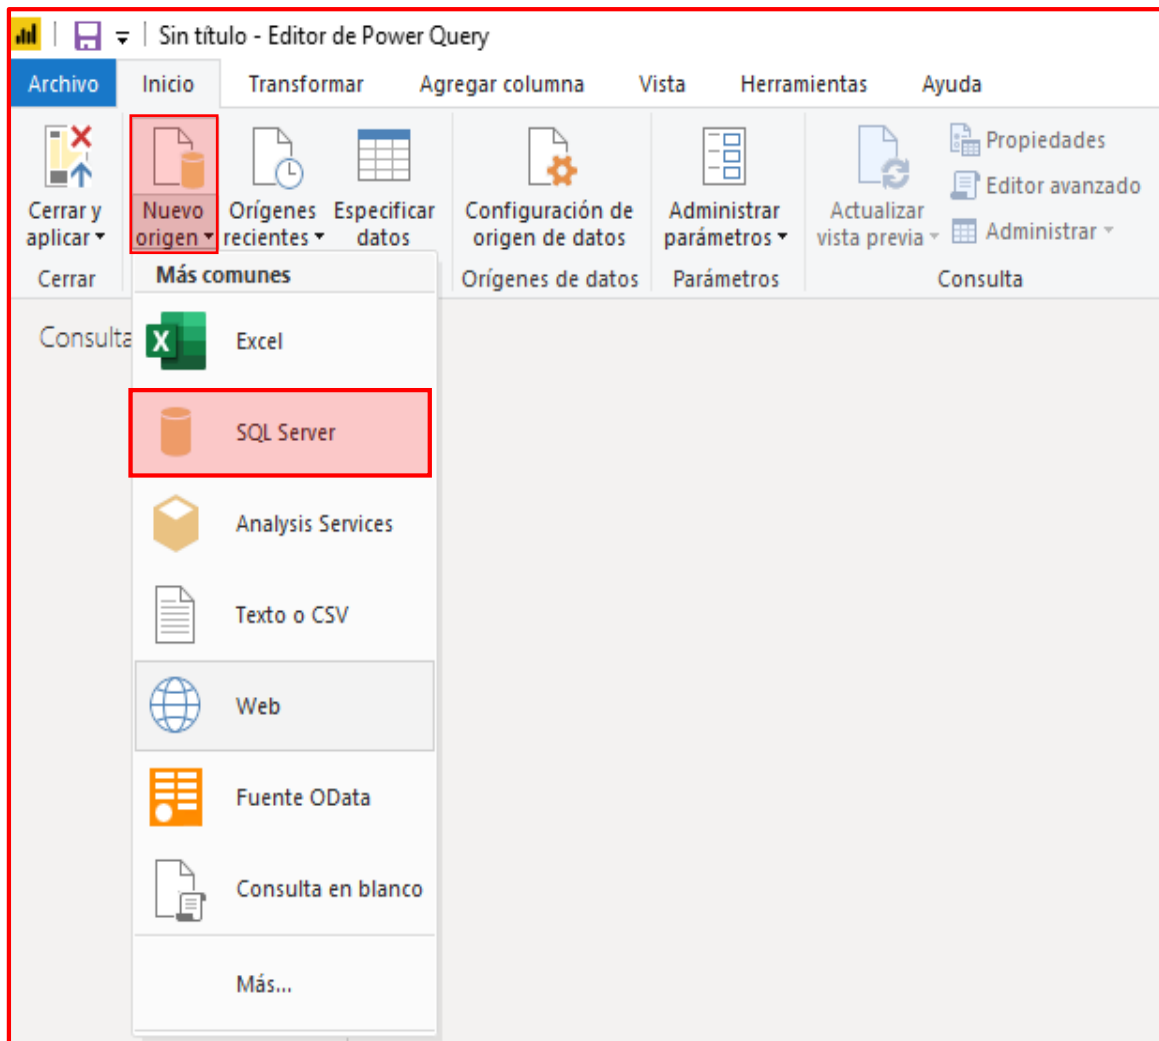 Sin título - Editor de Power Query
Archivo Inicio Transformar Agregar columna Vista Herramientas Ayuda
Cerrar y
aplicar
Nuevo
origen
Orígenes
recientes
Especificar
datos
Configuración de
origen de datos
Administrar
parámetros
Actualizar
vista previa
Propiedades
Editor avanzado
Administrar
Cerrar
Orígenes de datos
Parámetros
Consulta
Más comunes
Consulta
Excel
SQL Server
Analysis Services
Texto o CSV
Web
Fuente OData
Consulta en blanco
Más...